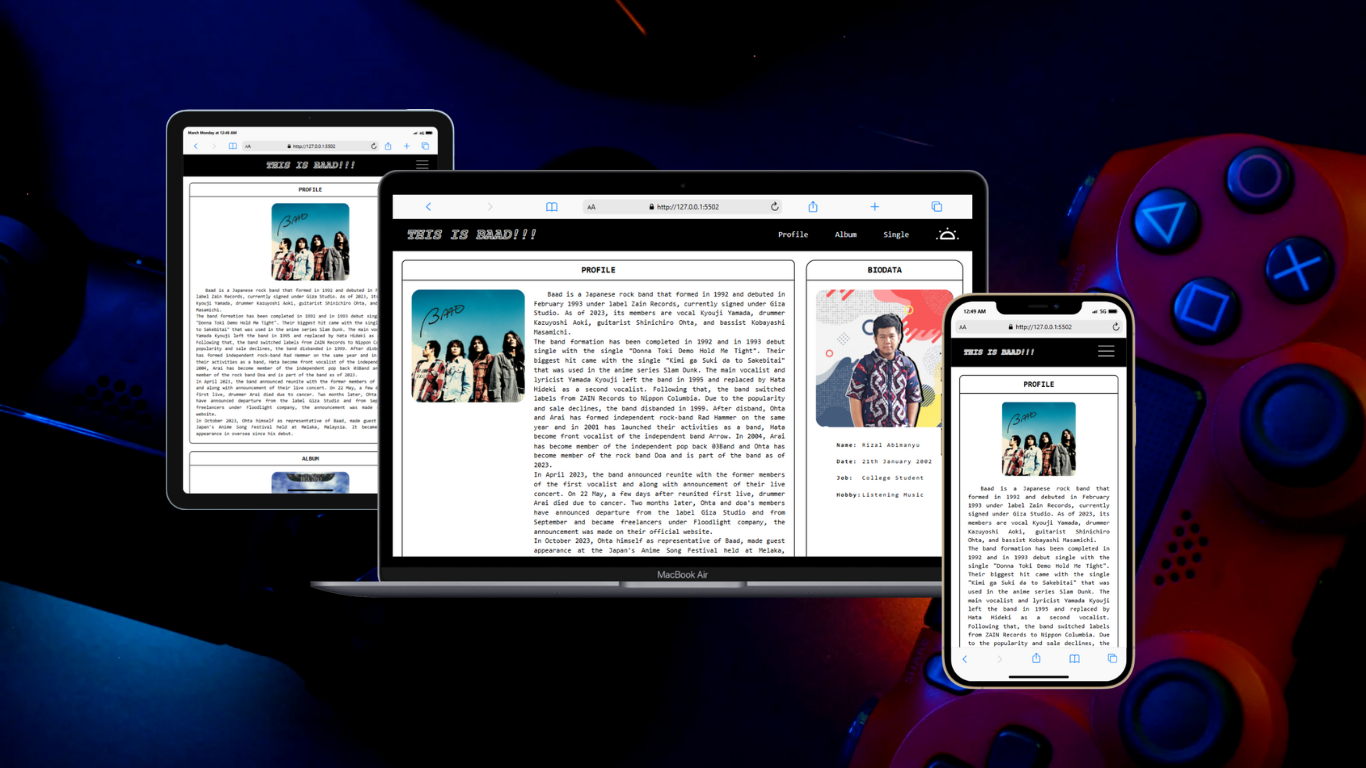 March Monday at 12:49 AM
4G
AA
http://127.0.0.1:5502
THIS IS BAAD!!!
PROFILE
BAAD
Baad is a Japanese rock band that formed in 1992 and debuted in F
label Zain Records, currently signed under Giza Studio. As of 2023, it
Kyouji Yamada, drummer Kazuyoshi Aoki, guitarist Shinichiro Ohta, and
Masamichi.
The band formation has been completed in 1992 and in 1993 debut sing
"Donna Toki Demo Hold Me Tight". Their biggest hit came with the singl
to Sakebitai" that was used in the anime series Slam Dunk. The main voc
Yamada Kyouji left the band in 1995 and replaced by Hata Hideki as
Following that, the band switched labels from ZAIN Records to Nippon C
popularity and sale declines, the band disbanded in 1999. After disb
has formed independent rock-band Rad Hammer on the same year and in
their activities as a band, Hata become front vocalist of the indepen
2004, Arai has become member of the independent pop back 03Band and
member of the rock band Doa and is part of the band as of 2023.
In April 2023, the band announced reunite with the former members of
and along with announcement of their live concert. On 22 May, a few d
first live, drummer Arai died due to cancer. Two months later, Ohta
have announced departure from the label Giza Studio and from Sep
freelancers under Floodlight company, the announcement was made
website.
In October 2023, Ohta himself as representative of Baad, made guest
Japan's Anime Song Festival held at Melaka, Malaysia. It became
appearance in oversea since his debut.
ALBUM
AA
http://127.0.0.1:5502
THIS IS BAAD!!!
Profile
Album
Single
PROFILE
BAAD
Baad is a Japanese rock band that formed in 1992 and debuted in
February 1993 under label Zain Records, currently signed under Giza
Studio. As of 2023, its members are vocal Kyouji Yamada, drummer
Kazuyoshi Aoki, guitarist Shinichiro Ohta, and bassist Kobayashi
Masamichi.
The band formation has been completed in 1992 and in 1993 debut
single with the single "Donna Toki Demo Hold Me Tight". Their
biggest hit came with the single "Kimi ga Suki da to Sakebitai"
that was used in the anime series Slam Dunk. The main vocalist and
lyricist Yamada Kyouji left the band in 1995 and replaced by Hata
Hideki as a second vocalist. Following that, the band switched
labels from ZAIN Records to Nippon Columbia. Due to the popularity
and sale declines, the band disbanded in 1999. After disband, Ohta
and Arai has formed independent rock-band Rad Hammer on the same
year and in 2001 has launched their activities as a band, Hata
become front vocalist of the independent band Arrow. In 2004, Arai
has become member of the independent pop back 03Band and Ohta has
become member of the rock band Doa and is part of the band as of
2023.
In April 2023, the band announced reunite with the former members
of the first vocalist and along with announcement of their live
concert. On 22 May, a few days after reunited first live, drummer
Arai died due to cancer. Two months later, Ohta and doa's members
have announced departure from the label Giza Studio and from
September and became freelancers under Floodlight company, the
announcement was made on their official website.
In October 2023, Ohta himself as representative of Baad, made guest
appearance at the Japan's Anime Song Festival held at Melaka,
BIODATA
Name: Rizal Abimanyu
Date: 21th January 2002
Job: College Student
Hobby:Listening Music
MacBook Air
12:49 AM
5G
AA
http://127.0.0.1:5502
THIS IS BAAD!!!
PROFILE
BAAD
Baad is a Japanese rock band that
formed in 1992 and debuted in February
1993 under label Zain Records, currently
signed under Giza Studio. As of 2023, its
members are vocal Kyouji Yamada, drummer
Kazuyoshi Aoki, guitarist Shinichiro
Ohta, and bassist Kobayashi Masamichi.
The band formation has been completed in
1992 and in 1993 debut single with the
single "Donna Toki Demo Hold Me Tight".
Their biggest hit came with the single
"Kimi ga Suki da to Sakebitai" that was
used in the anime series Slam Dunk. The
main vocalist and lyricist Yamada Kyouji
left the band in 1995 and replaced by
Hata Hideki as a second vocalist.
Following that, the band switched labels
from ZAIN Records to Nippon Columbia. Due
to the popularity and sale declines, the